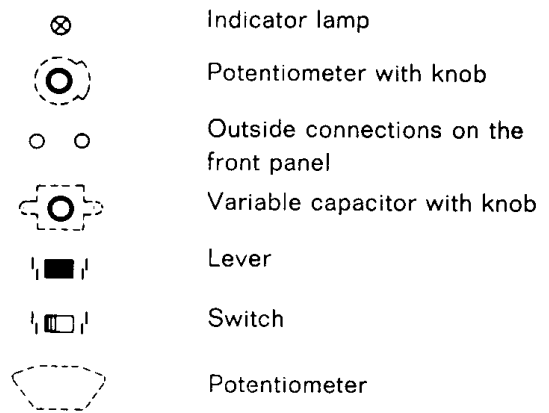 Indicator lamp
Potentiometer with knob
Outside connections on the
front panel
Variable capacitor with knob
Lever
Switch
Potentiometer